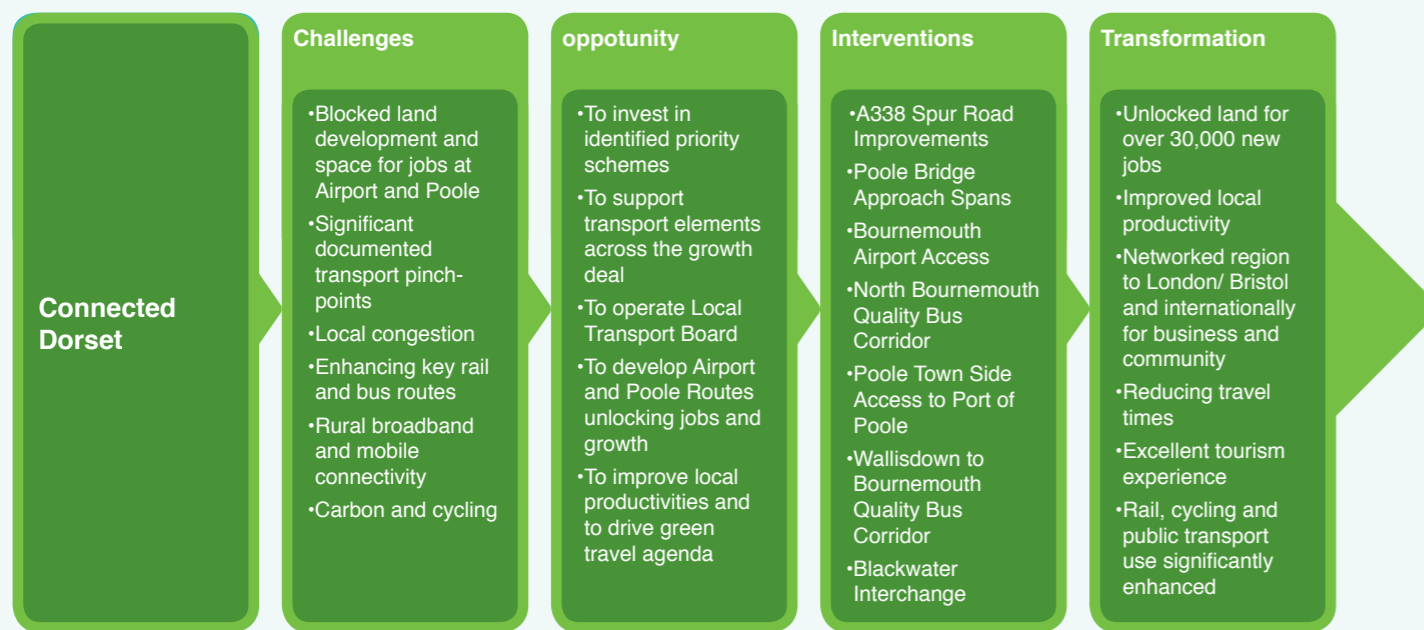 Connected
Dorset
Challenges
•Blocked land
development and
space for jobs at
Airport and Poole
•Significant
documented
transport pinch-
points
•Local congestion
•Enhancing key rail
and bus routes
•Rural broadband
and mobile
connectivity
•Carbon and cycling
oppotunity
•To invest in
identified priority
schemes
•To support
transport elements
across the growth
deal
•To operate Local
Transport Board
•To develop Airport
and Poole Routes
unlocking jobs and
growth
•To improve local
productivities and
to drive green
travel agenda
Interventions
•A338 Spur Road
Improvements
•Poole Bridge
Approach Spans
•Bournemouth
Airport Access
•North Bournemouth
Quality Bus
Corridor
•Poole Town Side
Access to Port of
Poole
•Wallisdown to
Bournemouth
Quality Bus
Corridor
•Blackwater
Interchange
Transformation
•Unlocked land for
over 30,000 new
jobs
•Improved local
productivity
•Networked region
to London/ Bristol
and internationally
for business and
community
•Reducing travel
times
•Excellent tourism
experience
•Rail, cycling and
public transport
use significantly
enhanced